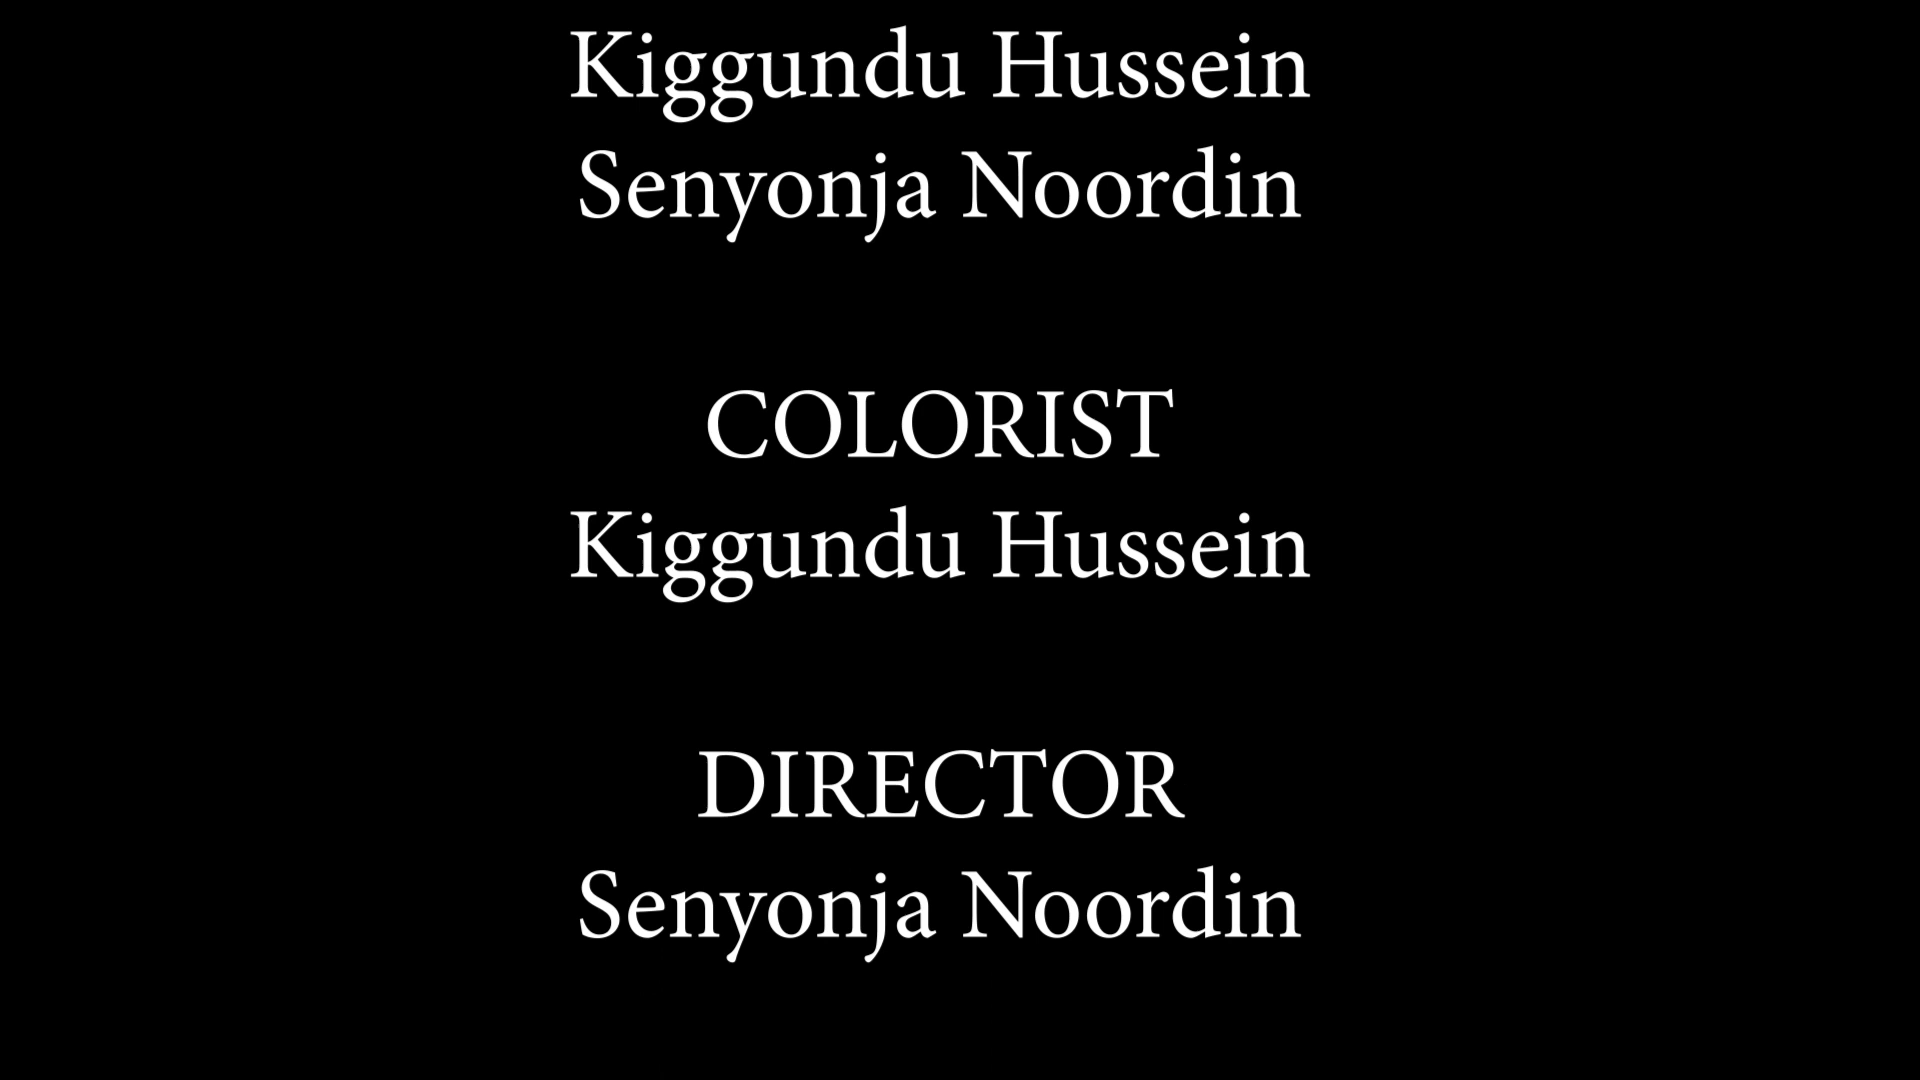 Kiggundu Hussein
Senyonja Noordin
COLORIST
Kiggundu Hussein
DIRECTOR
Senyonja Noordin